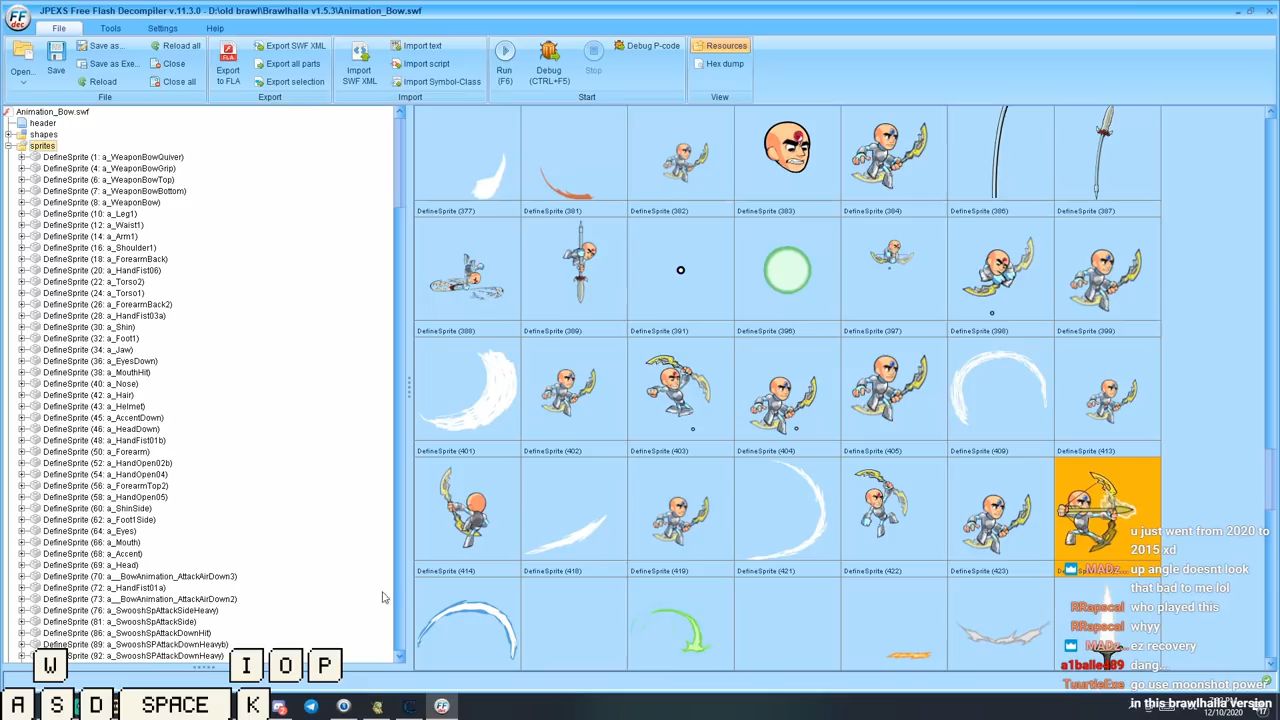 JPEXS Free Flash Decompiler v.11.3.0 - D:\old brawl\Brawlhalla v1.5.3\Animation_Bow.swf
File
Tools
Settings
Help
Open...
Save
Save as...
Save as Exe...
Reload
Reload all
Close
Close all
File
Export to FLA
Export SWF XML
Export all parts
Export selection
Export
Import SWF XML
Import text
Import script
Import Symbol-Class
Import
Run (F6)
Debug (CTRL+F5)
Stop
Debug P-code
Start
Resources
Hex dump
View
Animation_Bow.swf
header
shapes
sprites
DefineSprite (1: a_WeaponBowQuiver)
DefineSprite (4: a_WeaponBowGrip)
DefineSprite (6: a_WeaponBowTop)
DefineSprite (7: a_WeaponBowBottom)
DefineSprite (8: a_WeaponBow)
DefineSprite (10: a_Leg1)
DefineSprite (12: a_Waist1)
DefineSprite (14: a_Arm1)
DefineSprite (16: a_Shoulder1)
DefineSprite (18: a_ForearmBack)
DefineSprite (20: a_HandFist06)
DefineSprite (22: a_Torso2)
DefineSprite (24: a_Torso1)
DefineSprite (26: a_ForearmBack2)
DefineSprite (28: a_HandFist03a)
DefineSprite (30: a_Shin)
DefineSprite (32: a_Foot1)
DefineSprite (34: a_Jaw)
DefineSprite (36: a_EyesDown)
DefineSprite (38: a_MouthHit)
DefineSprite (40: a_Nose)
DefineSprite (42: a_Hair)
DefineSprite (43: a_Helmet)
DefineSprite (45: a_AccentDown)
DefineSprite (46: a_HeadDown)
DefineSprite (48: a_HandFist01b)
DefineSprite (50: a_Forearm)
DefineSprite (52: a_HandOpen02b)
DefineSprite (54: a_HandOpen04)
DefineSprite (56: a_ForearmTop2)
DefineSprite (58: a_HandOpen05)
DefineSprite (60: a_ShinSide)
DefineSprite (62: a_Foot1Side)
DefineSprite (64: a_Eyes)
DefineSprite (66: a_Mouth)
DefineSprite (68: a_Accent)
DefineSprite (69: a_Head)
DefineSprite (70: a__BowAnimation_AttackAirDown3)
DefineSprite (72: a_HandFist01a)
DefineSprite (73: a__BowAnimation_AttackAirDown2)
DefineSprite (76: a_SwooshSpAttackSideHeavy)
DefineSprite (81: a_SwooshSpAttackSide)
DefineSprite (86: a_SwooshSPAttackDownHit)
DefineSprite (89: a_SwooshSPAttackDownHeavyb)
DefineSprite (92: a_SwooshSPAttackDownHeavy)
DefineSprite (377) DefineSprite (381) DefineSprite (382) DefineSprite (383) DefineSprite (384) DefineSprite (386) DefineSprite (387)
DefineSprite (388) DefineSprite (389) DefineSprite (391) DefineSprite (396) DefineSprite (397) DefineSprite (398) DefineSprite (399)
DefineSprite (401) DefineSprite (402) DefineSprite (403) DefineSprite (404) DefineSprite (405) DefineSprite (409) DefineSprite (413)
DefineSprite (414) DefineSprite (418) DefineSprite (419) DefineSprite (421) DefineSprite (422) DefineSprite (423)
u just went from 2020 to
2015 xd
MADz... up angle doesnt look
that bad to me lol
RRapscal who played this
RRapscal whyy
MADz... ez recovery
a1balled89 dang...
TuurtleExe go use moonshot power
in this brawlhalla version
12/10/2020
W I O P
A S D SPACE K